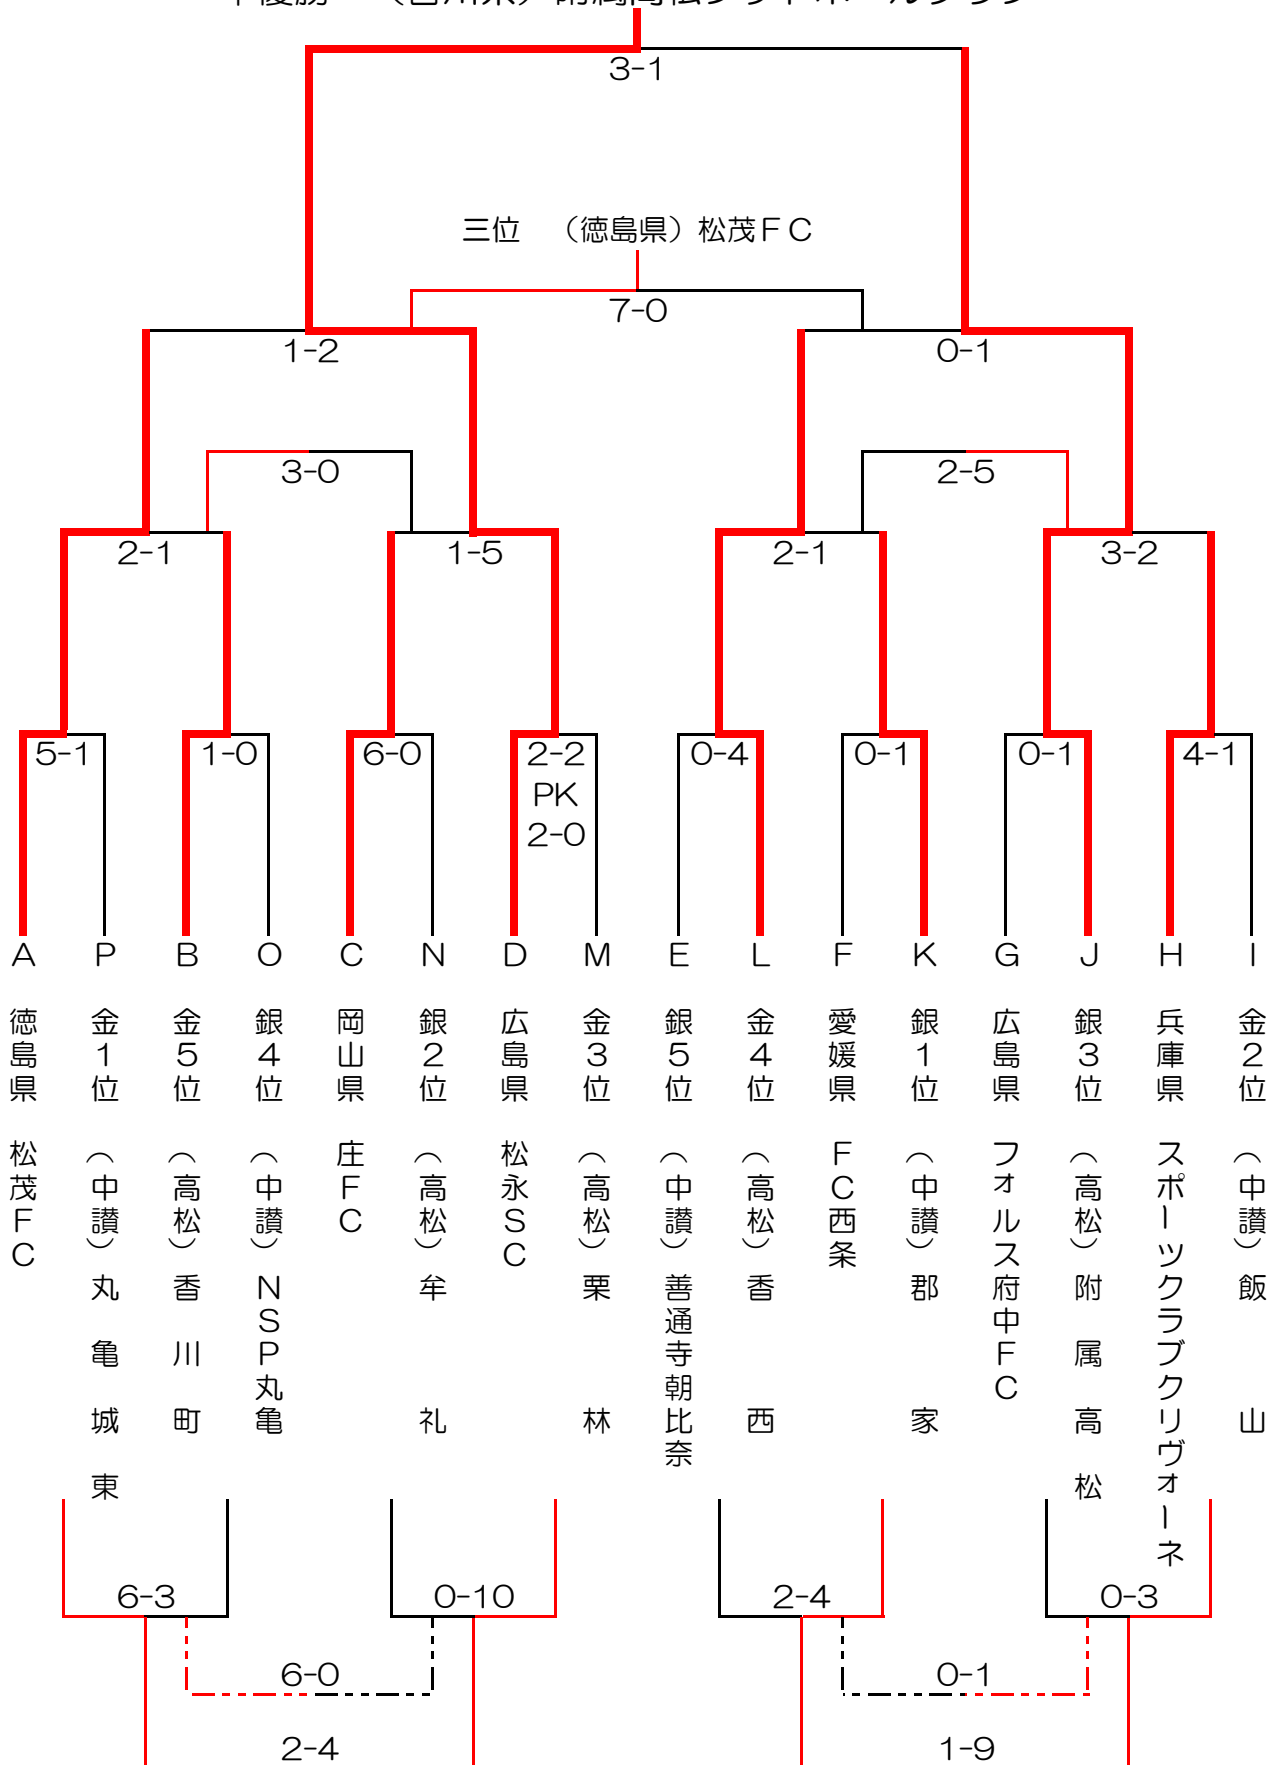 3-1
三位　（徳島県）松茂ＦＣ
7-0
1-2
0-1
3-0
2-5
2-1
1-5
2-1
3-2
5-1
1-0
6-0
2-2
PK
2-0
0-4
0-1
0-1
4-1
A P B O C N D M E L F K G J H I
徳島県　松茂ＦＣ
金１位　（中讃）丸亀城東
金５位　（高松）香川町
銀４位　（中讃）ＮＳＰ丸亀
岡山県　庄ＦＣ
銀２位　（高松）牟礼
広島県　松永ＳＣ
金３位　（高松）栗林
銀５位　（中讃）善通寺朝比奈
金４位　（高松）香西
愛媛県　ＦＣ西条
銀１位　（中讃）郡家
広島県　フォルス府中ＦＣ
銀３位　（高松）附属高松
兵庫県　スポーツクラブクリヴォーネ
金２位　（中讃）飯山
6-3
0-10
2-4
0-3
6-0
0-1
2-4
1-9